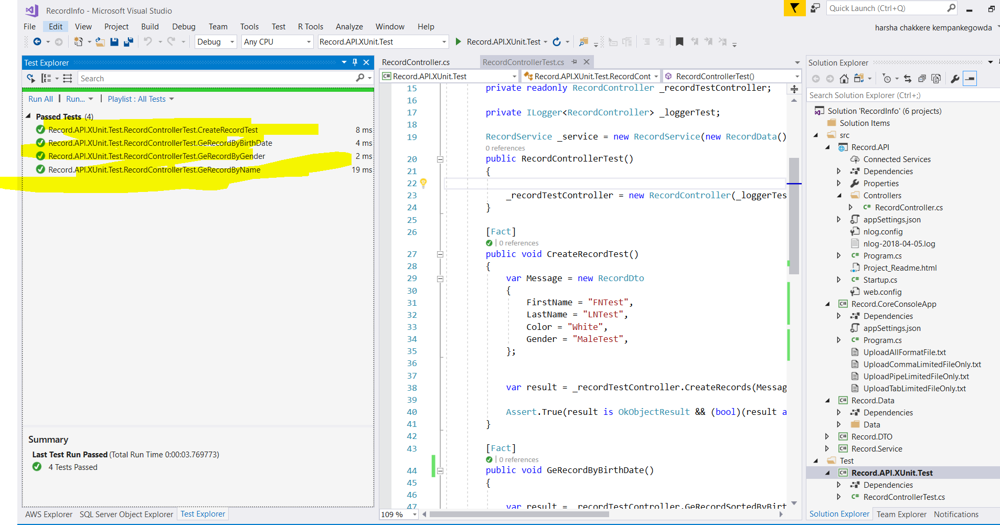 RecordInfo - Microsoft Visual Studio
Quick Launch (Ctrl+Q)
File Edit View Project Build Debug Team Tools Test R Tools Analyze Window Help
harsha chakkere kempankegowda
Debug Any CPU Record.API.XUnit.Test Record.API.XUnit.Test
Test Explorer
Search
Run All | Run... | Playlist : All Tests
Passed Tests (4)
Record.API.XUnit.Test.RecordControllerTest.CreateRecordTest 8 ms
Record.API.XUnit.Test.RecordControllerTest.GeRecordByBirthDate 4 ms
Record.API.XUnit.Test.RecordControllerTest.GeRecordByGender 2 ms
Record.API.XUnit.Test.RecordControllerTest.GeRecordByName 19 ms
Summary
Last Test Run Passed (Total Run Time 0:00:03.769773)
4 Tests Passed
AWS Explorer SQL Server Object Explorer Test Explorer
RecordController.cs RecordControllerTest.cs
C# Record.API.XUnit.Test Record.API.XUnit.Test.RecordCont RecordControllerTest()
15 private readonly RecordController _recordTestController;
16
17 private ILogger<RecordController> _loggerTest;
18
19 RecordService _service = new RecordService(new RecordData()
0 references
20 public RecordControllerTest()
21 {
22
23 _recordTestController = new RecordController(_loggerTes
24 }
25
26 [Fact]
| 0 references
27 public void CreateRecordTest()
28 {
29 var Message = new RecordDto
30 {
31 FirstName = "FNTest",
32 LastName = "LNTest",
33 Color = "White",
34 Gender = "MaleTest",
35 };
36
37
38 var result = _recordTestController.CreateRecords(Messag
39
40 Assert.True(result is OkObjectResult && (bool)(result a
41 }
42
43 [Fact]
| 0 references
44 public void GeRecordByBirthDate()
45 {
46
47 var result = _recordTestController.GeRecordSortedByBirt
109 %
Solution Explorer
Search Solution Explorer (Ctrl+;)
Solution 'RecordInfo' (6 projects)
Solution Items
src
Record.API
Connected Services
Dependencies
Properties
Controllers
C# RecordController.cs
appSettings.json
nlog.config
nlog-2018-04-05.log
C# Program.cs
Project_Readme.html
C# Startup.cs
web.config
C# Record.CoreConsoleApp
Dependencies
appSettings.json
C# Program.cs
UploadAllFormatFile.txt
UploadCommaLimitedFileOnly.txt
UploadPipeLimitedFileOnly.txt
UploadTabLimitedFileOnly.txt
C# Record.Data
Dependencies
Data
C# Record.DTO
C# Record.Service
Test
C# Record.API.XUnit.Test
Dependencies
C# RecordControllerTest.cs
Solution Explorer Team Explorer Notifications